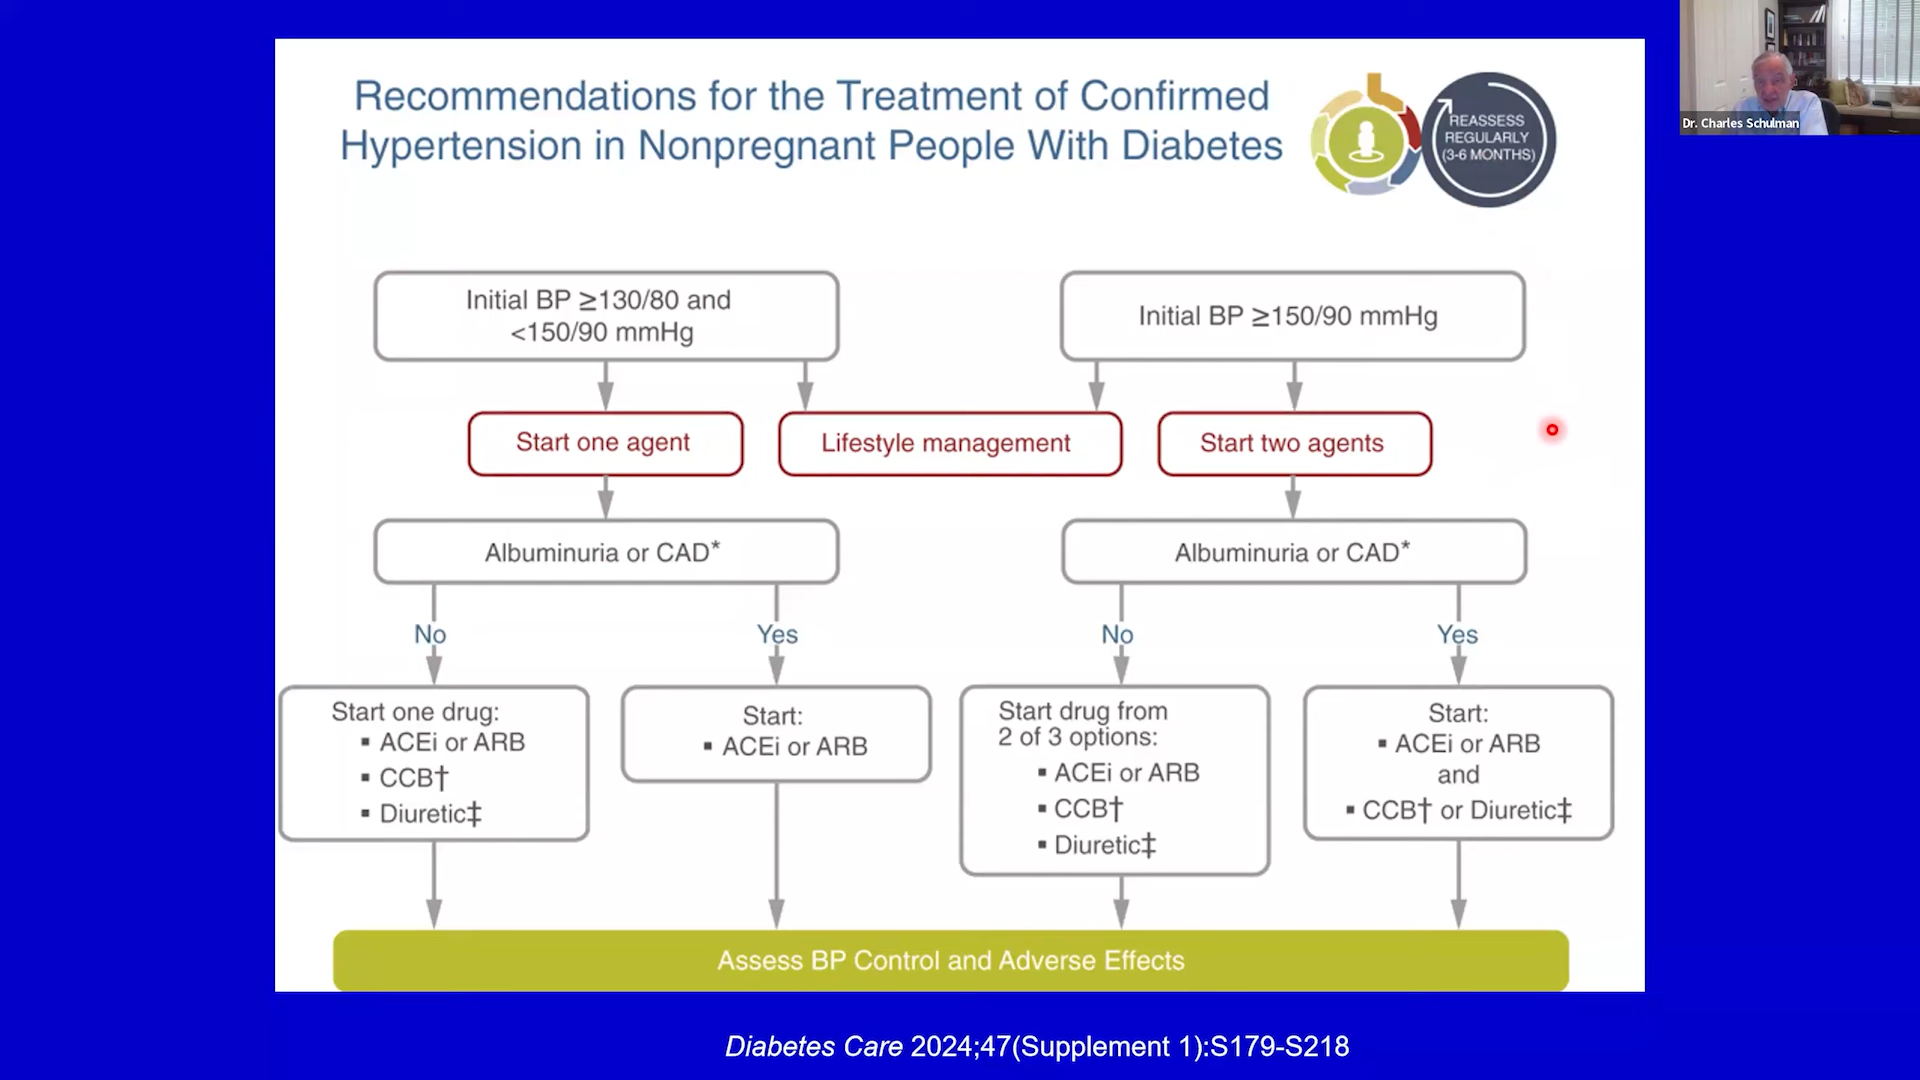 Recommendations for the Treatment of Confirmed
Hypertension in Nonpregnant People With Diabetes
REASSESS
REGULARLY
(3-6 MONTHS)
Dr. Charles Schulman
Initial BP ≥130/80 and
<150/90 mmHg
Initial BP ≥150/90 mmHg
Start one agent
Lifestyle management
Start two agents
Albuminuria or CAD*
Albuminuria or CAD*
No
Yes
No
Yes
Start one drug:
▪ ACEi or ARB
▪ CCB†
▪ Diuretic‡
Start:
▪ ACEi or ARB
Start drug from
2 of 3 options:
▪ ACEi or ARB
▪ CCB†
▪ Diuretic‡
Start:
▪ ACEi or ARB
and
▪ CCB† or Diuretic‡
Assess BP Control and Adverse Effects
Diabetes Care 2024;47(Supplement 1):S179-S218